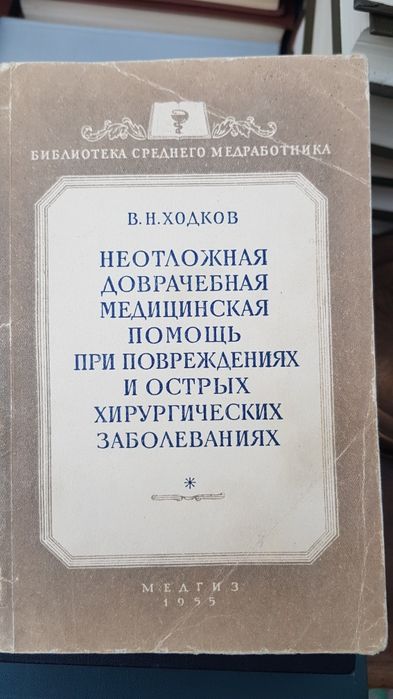 БИБЛИОТЕКА СРЕДНЕГО МЕДРАБОТНИКА
В. Н. ХОДКОВ
НЕОТЛОЖНАЯ
ДОВРАЧЕБНАЯ
МЕДИЦИНСКАЯ
ПОМОЩЬ
ПРИ ПОВРЕЖДЕНИЯХ
И ОСТРЫХ
ХИРУРГИЧЕСКИХ
ЗАБОЛЕВАНИЯХ
*
МЕДГИЗ
1955